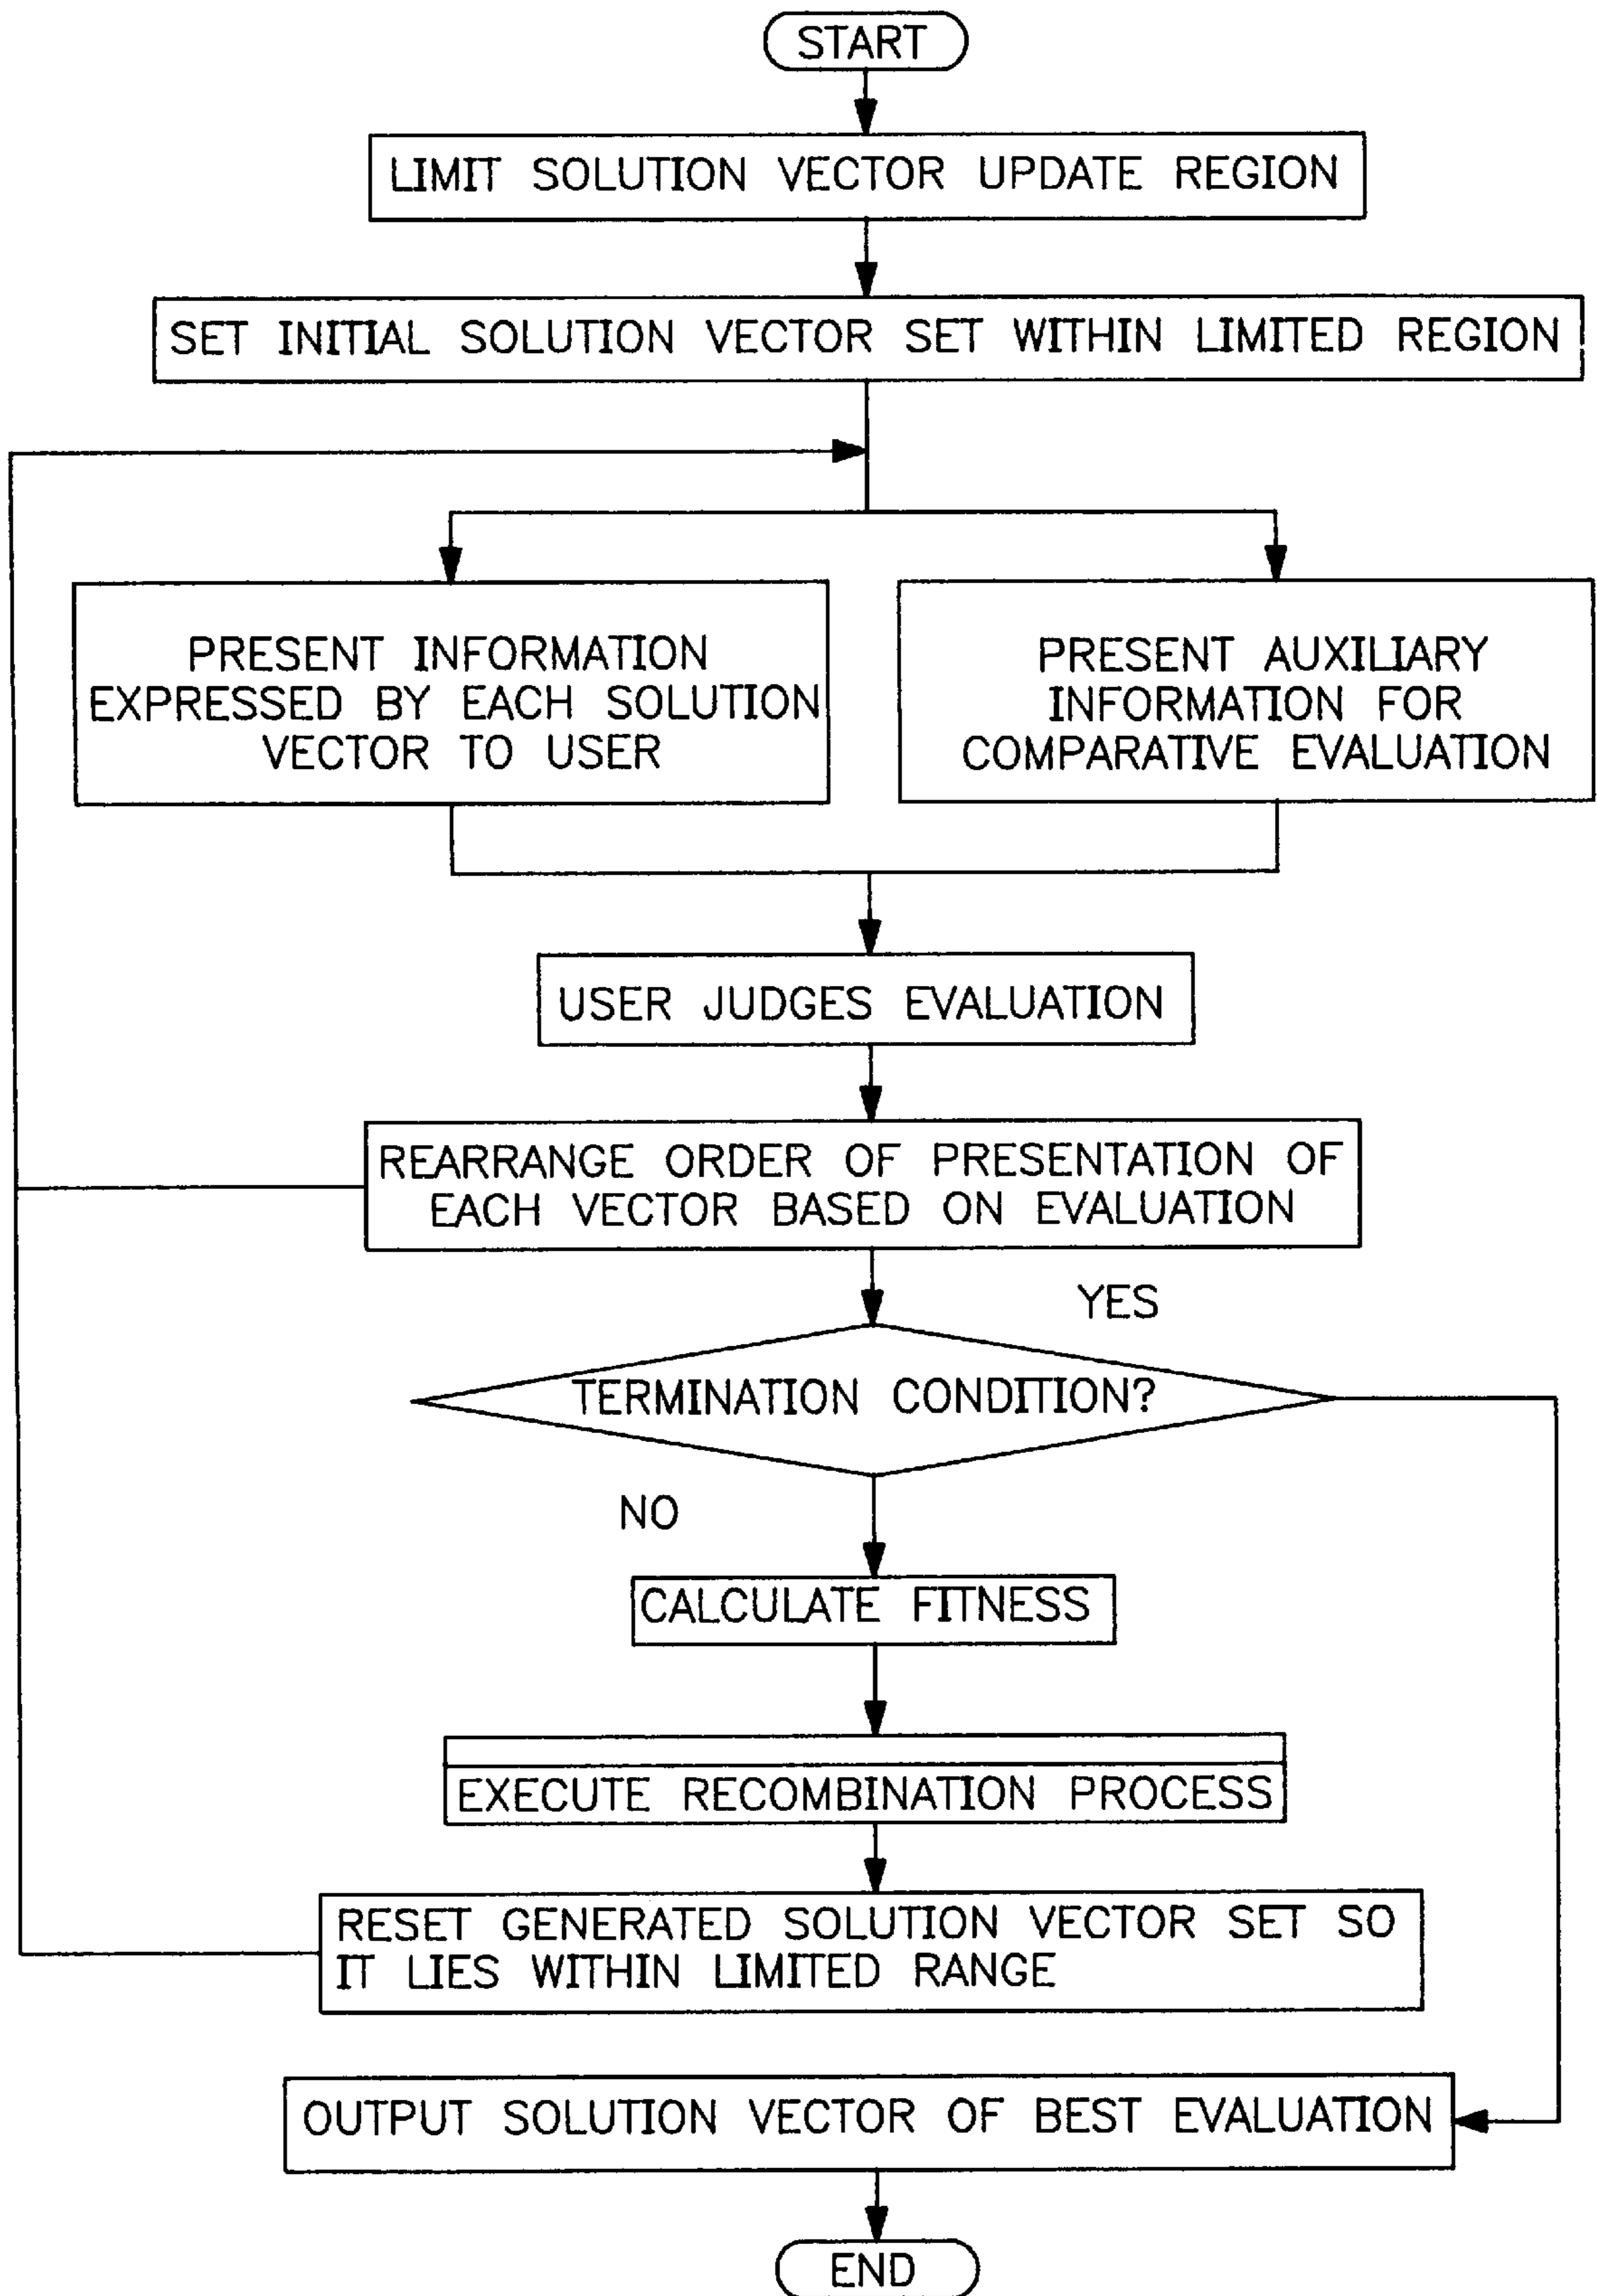 START
LIMIT SOLUTION VECTOR UPDATE REGION
SET INITIAL SOLUTION VECTOR SET WITHIN LIMITED REGION
PRESENT INFORMATION
EXPRESSED BY EACH SOLUTION
VECTOR TO USER
PRESENT AUXILIARY
INFORMATION FOR
COMPARATIVE EVALUATION
USER JUDGES EVALUATION
REARRANGE ORDER OF PRESENTATION OF
EACH VECTOR BASED ON EVALUATION
YES
TERMINATION CONDITION?
NO
CALCULATE FITNESS
EXECUTE RECOMBINATION PROCESS
RESET GENERATED SOLUTION VECTOR SET SO
IT LIES WITHIN LIMITED RANGE
OUTPUT SOLUTION VECTOR OF BEST EVALUATION
END